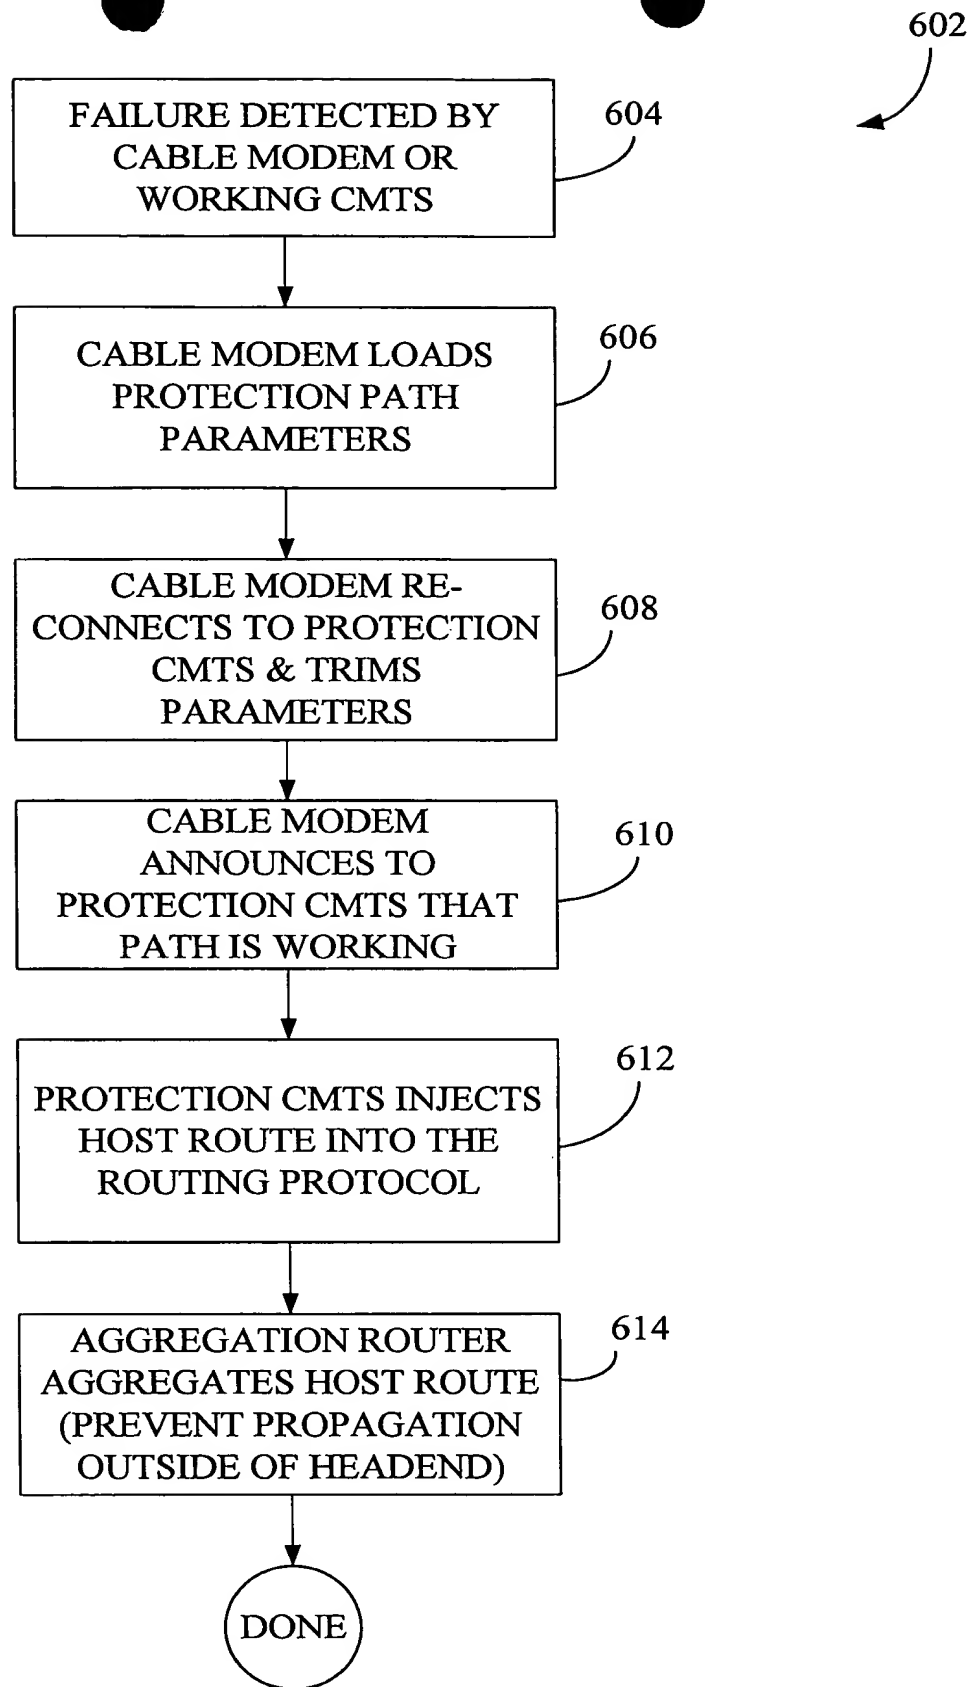 602
FAILURE DETECTED BY
CABLE MODEM OR
WORKING CMTS
604
CABLE MODEM LOADS
PROTECTION PATH
PARAMETERS
606
CABLE MODEM RE-
CONNECTS TO PROTECTION
CMTS & TRIMS
PARAMETERS
608
CABLE MODEM
ANNOUNCES TO
PROTECTION CMTS THAT
PATH IS WORKING
610
PROTECTION CMTS INJECTS
HOST ROUTE INTO THE
ROUTING PROTOCOL
612
AGGREGATION ROUTER
AGGREGATES HOST ROUTE
(PREVENT PROPAGATION
OUTSIDE OF HEADEND)
614
DONE